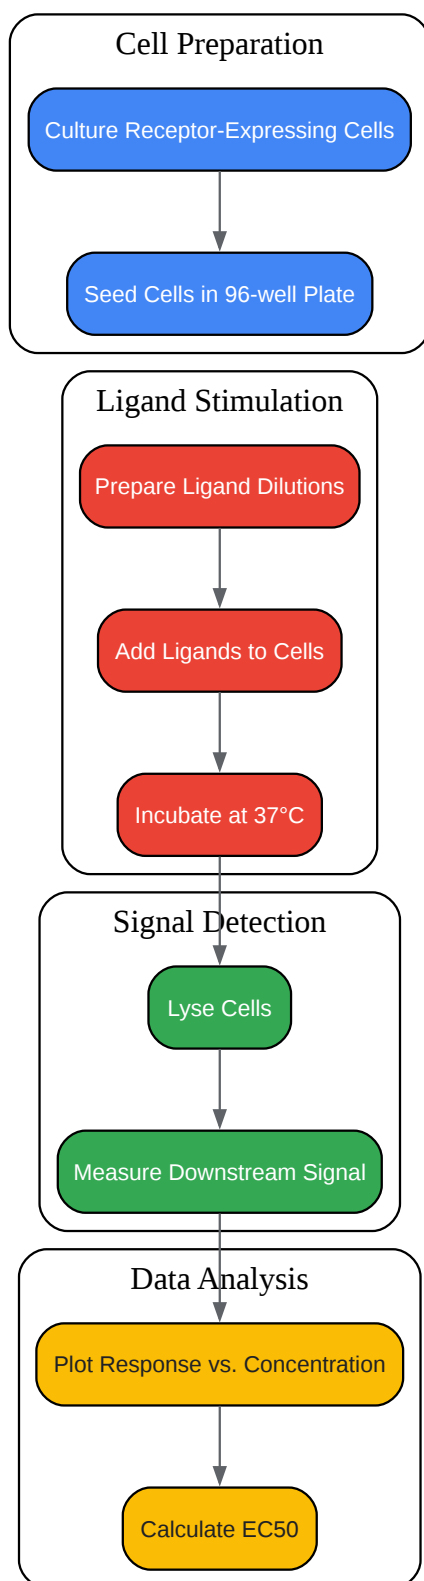 Cell Preparation
Culture Receptor-Expressing Cells
Seed Cells in 96-well Plate
Ligand Stimulation
Prepare Ligand Dilutions
Add Ligands to Cells
Incubate at 37°C
Signal Detection
Lyse Cells
Measure Downstream Signal
Data Analysis
Plot Response vs. Concentration
Calculate EC50